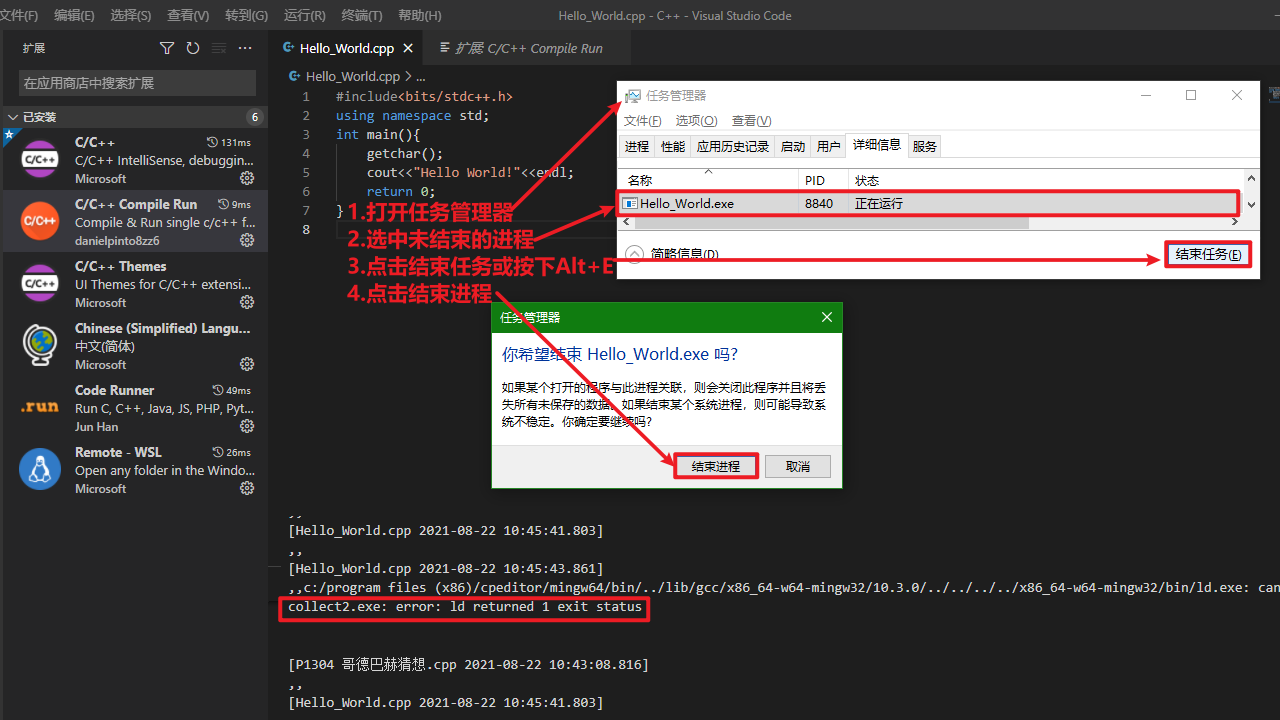 文件(F) 编辑(E) 选择(S) 查看(V) 转到(G) 运行(R) 终端(T) 帮助(H) Hello_World.cpp - C++ - Visual Studio Code
扩展
在应用商店中搜索扩展
已安装 6
C/C++ 131ms
C/C++ IntelliSense, debuggin...
Microsoft
C/C++ Compile Run 9ms
Compile & Run single c/c++ f...
danielpinto8zz6
C/C++ Themes
UI Themes for C/C++ extensi...
Microsoft
Chinese (Simplified) Langu...
中文(简体)
Microsoft
Code Runner 49ms
Run C, C++, Java, JS, PHP, Pyt...
Jun Han
Remote - WSL 26ms
Open any folder in the Windo...
Microsoft
Hello_World.cpp 扩展: C/C++ Compile Run
Hello_World.cpp > ...
1 #include<bits/stdc++.h>
2 using namespace std;
3 int main(){
4 getchar();
5 cout<<"Hello World!"<<endl;
6 return 0;
7 }
8
1.打开任务管理器
2.选中未结束的进程
3.点击结束任务或按下Alt+E
4.点击结束进程
任务管理器
文件(F) 选项(O) 查看(V)
进程 性能 应用历史记录 启动 用户 详细信息 服务
名称 PID 状态
Hello_World.exe 8840 正在运行
简略信息(D) 结束任务(E)
任务管理器
你希望结束 Hello_World.exe 吗?
如果某个打开的程序与此进程关联，则会关闭此程序并且将丢
失所有未保存的数据。如果结束某个系统进程，则可能导致系
统不稳定。你确定要继续吗?
结束进程 取消
,,
[Hello_World.cpp 2021-08-22 10:45:41.803]
,,
[Hello_World.cpp 2021-08-22 10:45:43.861]
,,c:/program files (x86)/cpeditor/mingw64/bin/../lib/gcc/x86_64-w64-mingw32/10.3.0/../../../../x86_64-w64-mingw32/bin/ld.exe: can
collect2.exe: error: ld returned 1 exit status
[P1304 哥德巴赫猜想.cpp 2021-08-22 10:43:08.816]
,,
[Hello_World.cpp 2021-08-22 10:45:41.803]